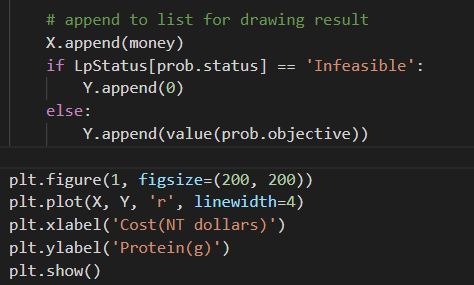 # append to list for drawing result
X.append(money)
if LpStatus[prob.status] == 'Infeasible':
Y.append(0)
else:
Y.append(value(prob.objective))
plt.figure(1, figsize=(200, 200))
plt.plot(X, Y, 'r', linewidth=4)
plt.xlabel('Cost(NT dollars)')
plt.ylabel('Protein(g)')
plt.show()